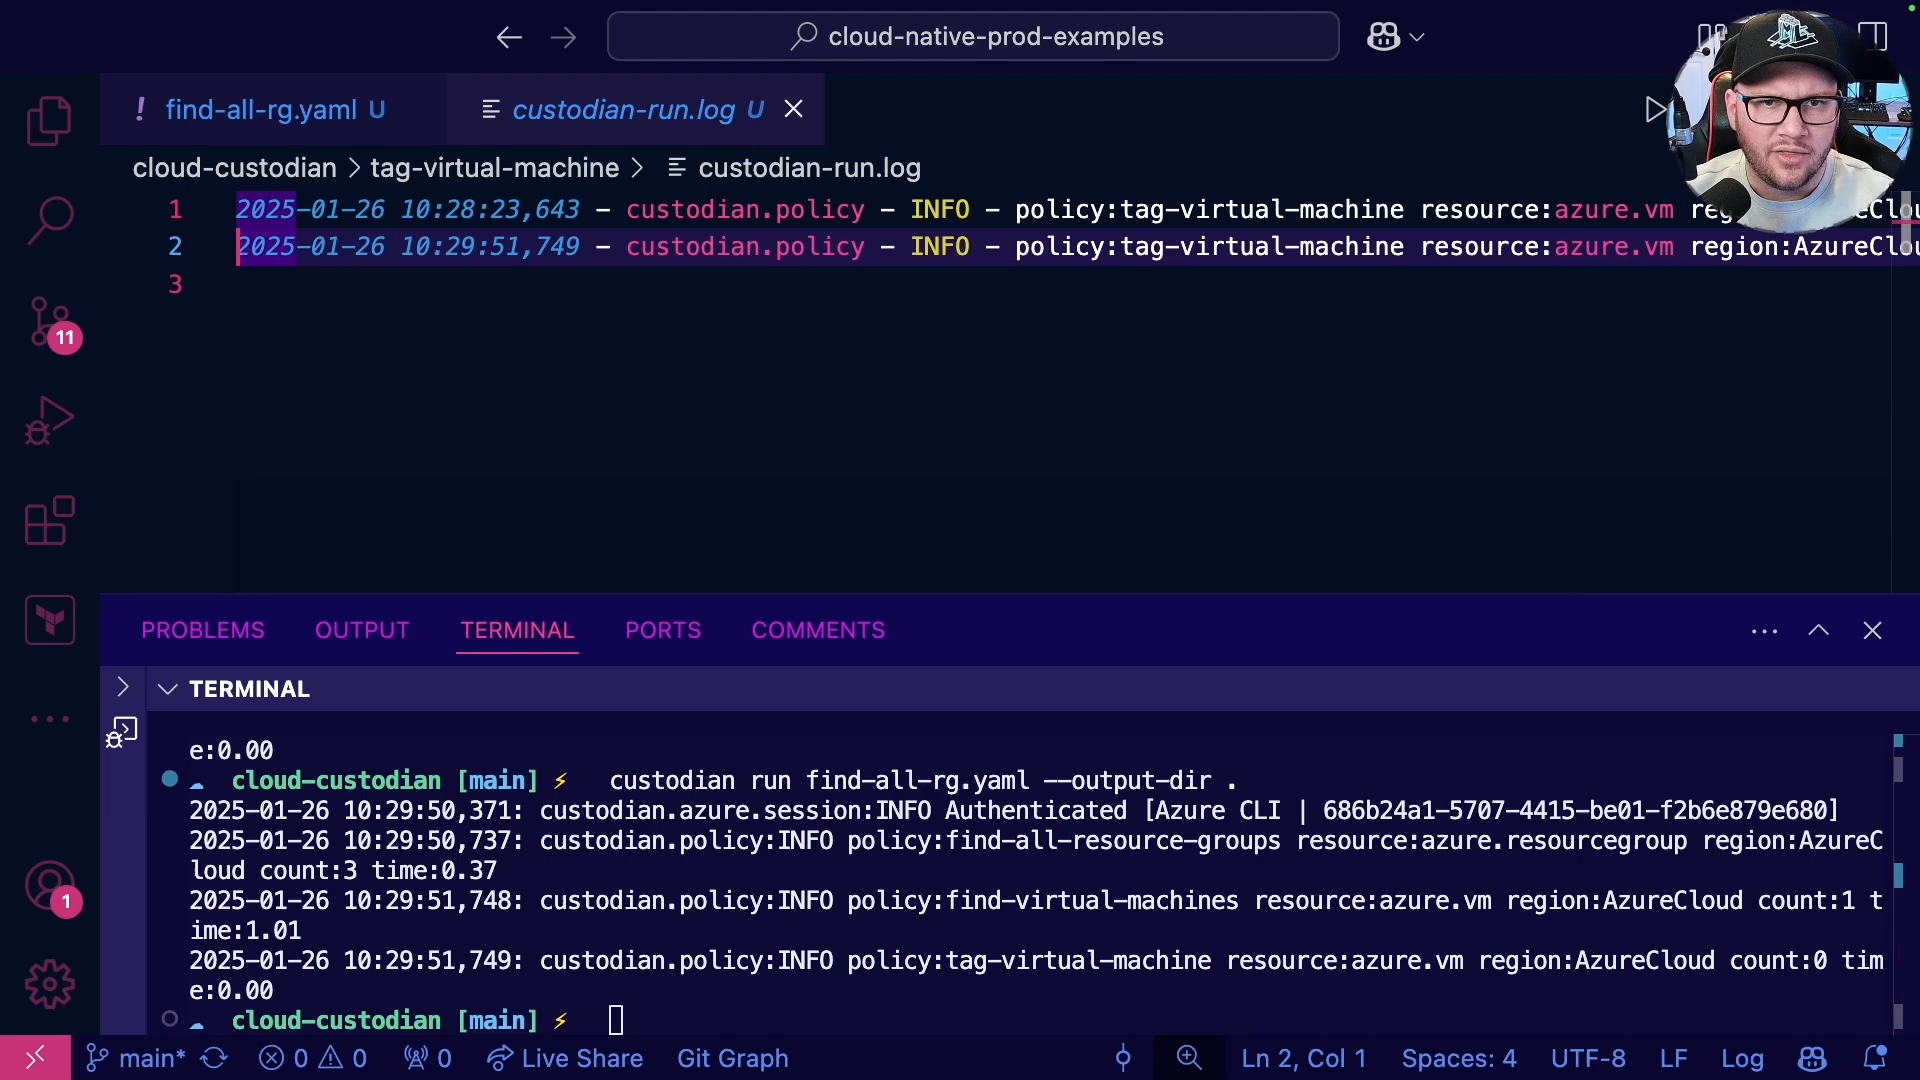 cloud-native-prod-examples
! find-all-rg.yaml U
custodian-run.log U
cloud-custodian > tag-virtual-machine > custodian-run.log
1 2025-01-26 10:28:23,643 - custodian.policy - INFO - policy:tag-virtual-machine resource:azure.vm
2 2025-01-26 10:29:51,749 - custodian.policy - INFO - policy:tag-virtual-machine resource:azure.vm region:AzureClou
3
11
PROBLEMS OUTPUT TERMINAL PORTS COMMENTS
TERMINAL
e:0.00
cloud-custodian [main] ⚡ custodian run find-all-rg.yaml --output-dir .
2025-01-26 10:29:50,371: custodian.azure.session:INFO Authenticated [Azure CLI | 686b24a1-5707-4415-be01-f2b6e879e680]
2025-01-26 10:29:50,737: custodian.policy:INFO policy:find-all-resource-groups resource:azure.resourcegroup region:AzureC
loud count:3 time:0.37
2025-01-26 10:29:51,748: custodian.policy:INFO policy:find-virtual-machines resource:azure.vm region:AzureCloud count:1 t
ime:1.01
2025-01-26 10:29:51,749: custodian.policy:INFO policy:tag-virtual-machine resource:azure.vm region:AzureCloud count:0 tim
e:0.00
cloud-custodian [main] ⚡
1
main* 0 0 0 Live Share Git Graph Ln 2, Col 1 Spaces: 4 UTF-8 LF Log